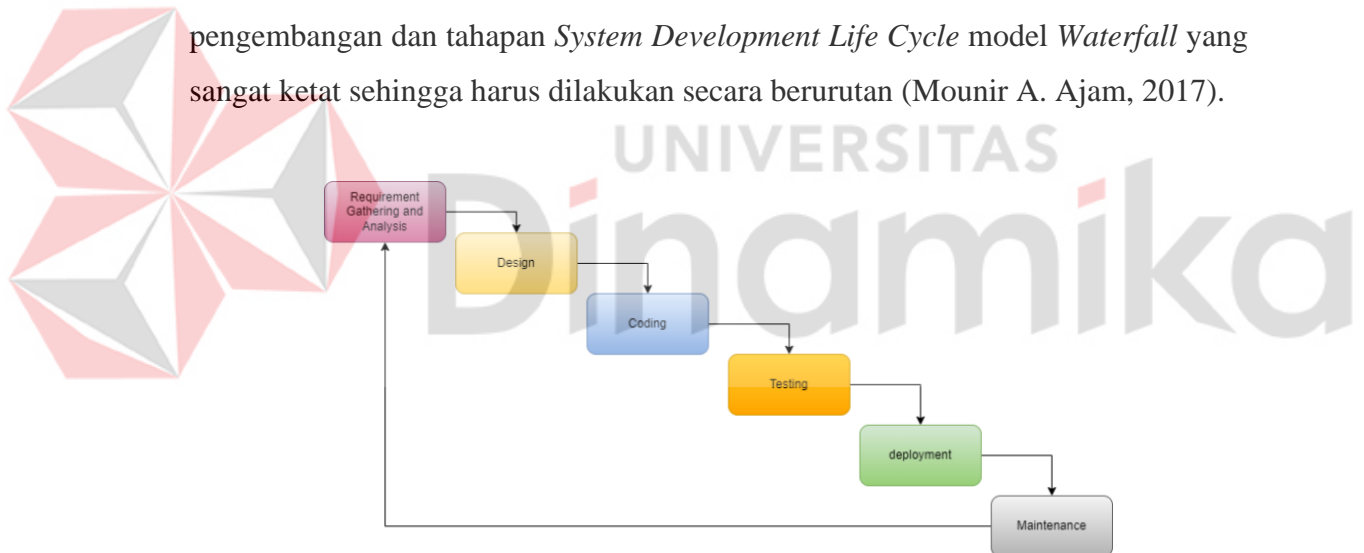 pengembangan dan tahapan System Development Life Cycle model Waterfall yang
sangat ketat sehingga harus dilakukan secara berurutan (Mounir A. Ajam, 2017).
UNIVERSITAS
Dinamika
Requirement
Gathering and
Analysis
Design
Coding
Testing
deployment
Maintenance